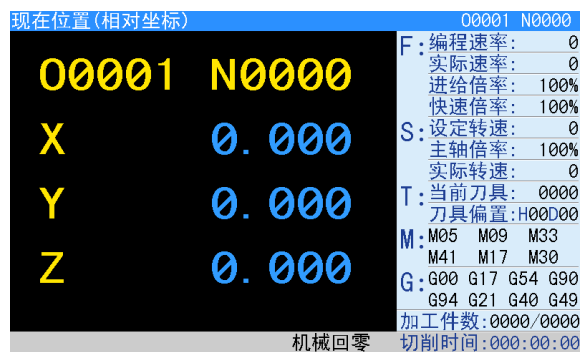 现在位置(相对坐标) O0001 N0000
O0001 N0000
X 0.000
Y 0.000
Z 0.000
F:编程速率: 0
实际速率: 0
进给倍率: 100%
快速倍率: 100%
S:设定转速: 0
主轴倍率: 100%
实际转速: 0
T:当前刀具: 0000
刀具偏置:H00D00
M:M05 M09 M33
M41 M17 M30
G:G00 G17 G54 G90
G94 G21 G40 G49
加工件数:0000/0000
机械回零 切削时间:000:00:00